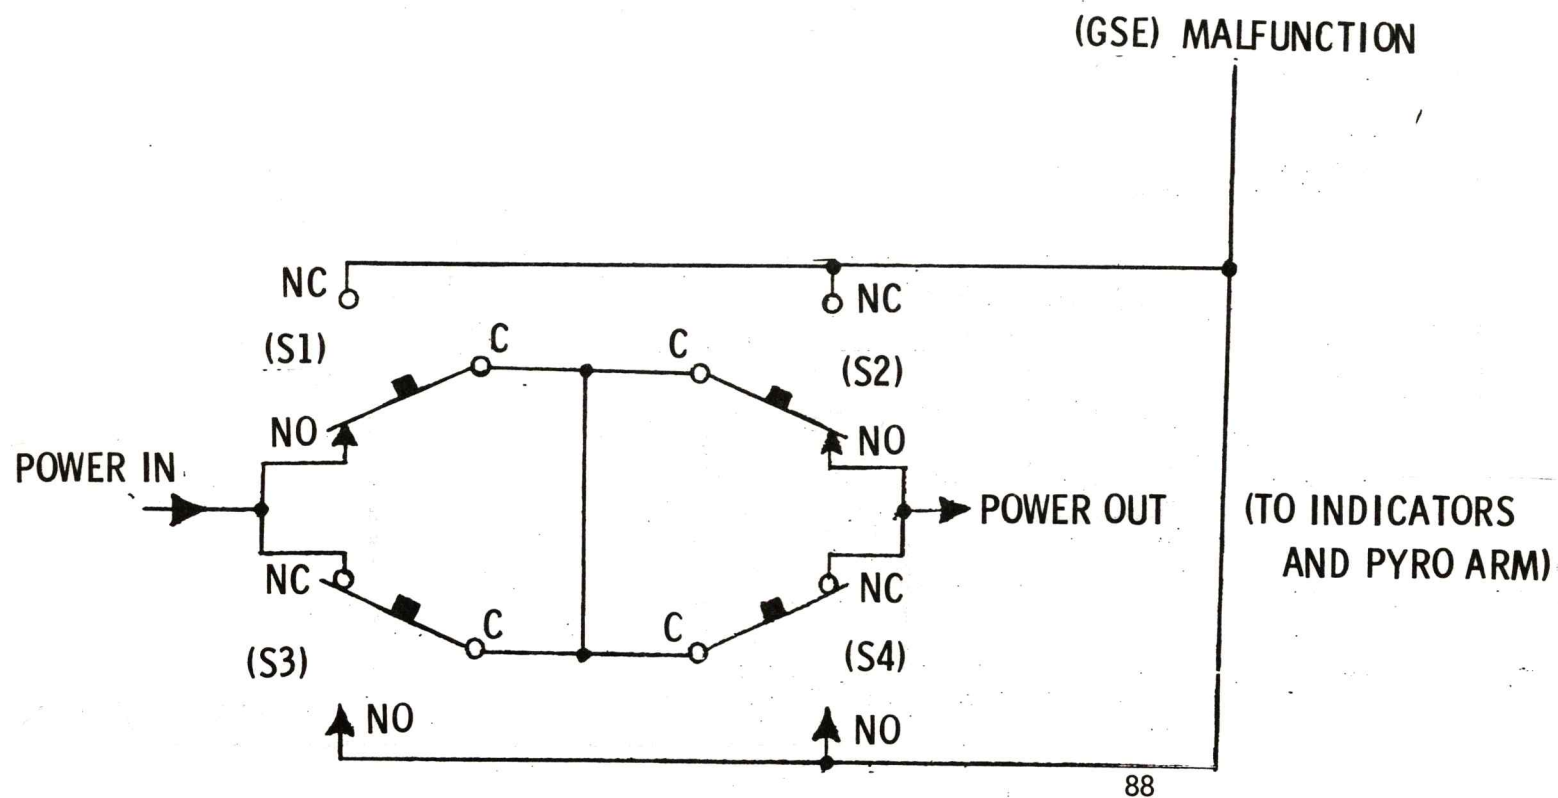 (GSE) MALFUNCTION
NC
NC
(S1)
C
C
(S2)
NO
NO
POWER IN
POWER OUT
(TO INDICATORS
AND PYRO ARM)
NC
NC
C
C
(S3)
(S4)
NO
NO
88